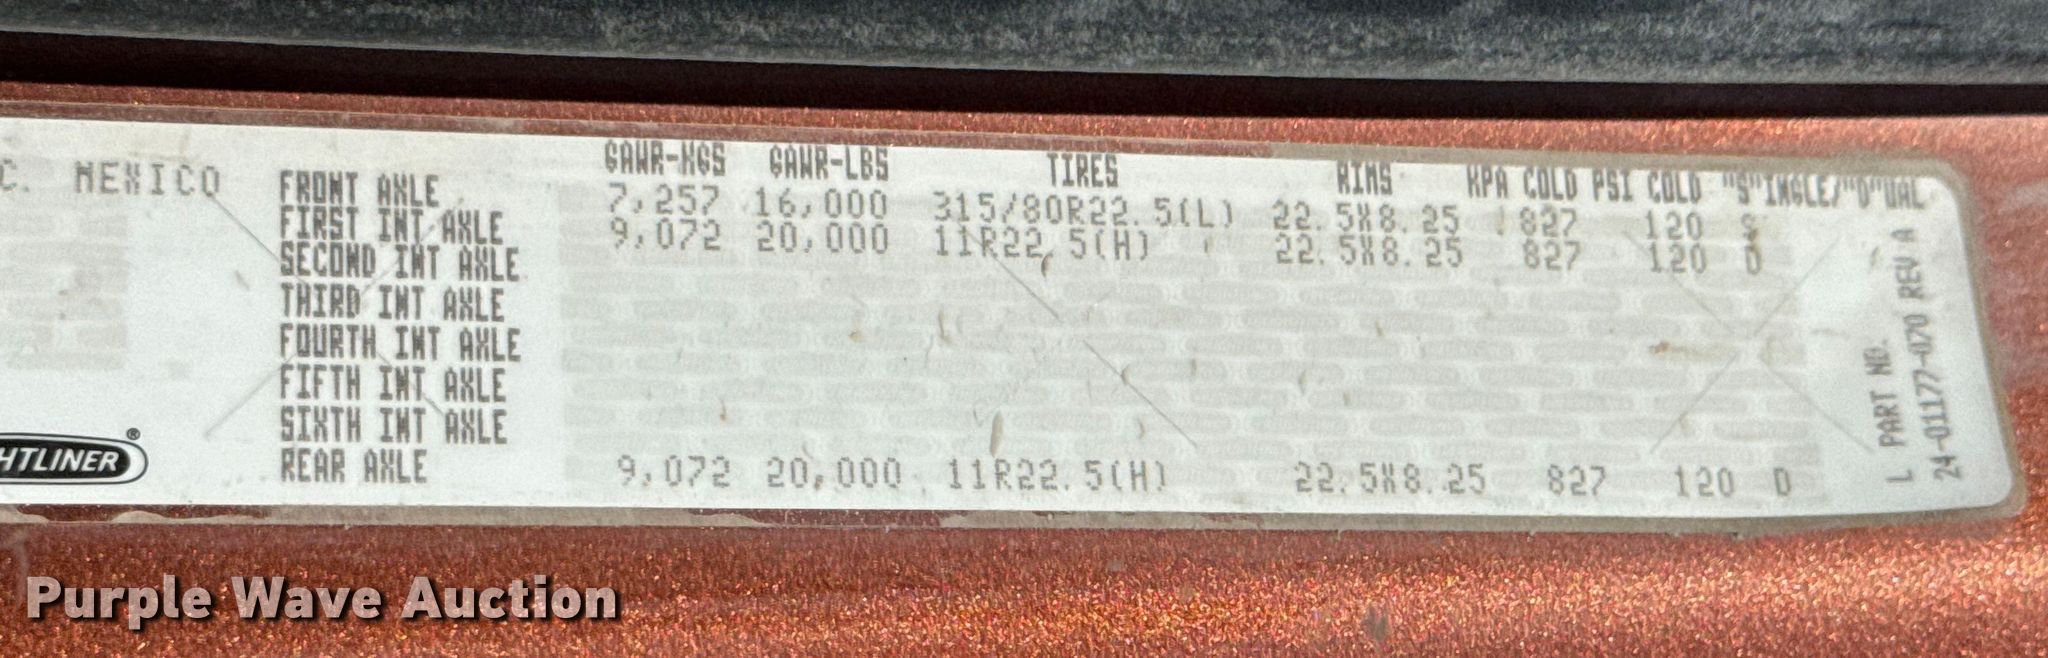 C. MEXICO
GAWR-KGS GAWR-LBS TIRES RIMS KPA COLD PSI COLD "S"INGLE/"D"UAL
FRONT AXLE 7,257 16,000 315/80R22.5(L) 22.5X8.25 827 120 S
FIRST INT AXLE 9,072 20,000 11R22.5(H) 22.5X8.25 827 120 D
SECOND INT AXLE
THIRD INT AXLE
FOURTH INT AXLE
FIFTH INT AXLE
SIXTH INT AXLE
REAR AXLE 9,072 20,000 11R22.5(H) 22.5X8.25 827 120 D
HTLINER®
L PART NO.
24-01177-070 REV A
Purple Wave Auction